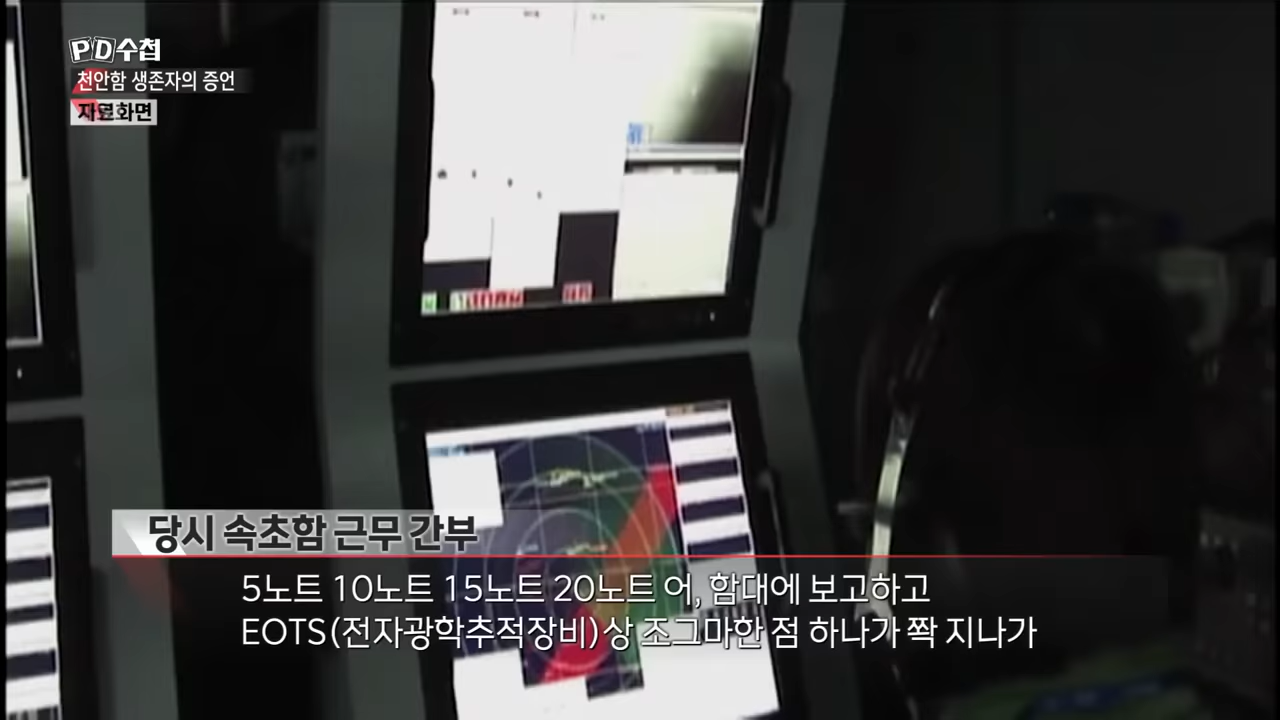 PD수첩
천안함 생존자의 증언
자료화면
당시 속초함 근무 간부
5노트 10노트 15노트 20노트 어, 함대에 보고하고
EOTS(전자광학추적장비)상 조그마한 점 하나가 쫙 지나가